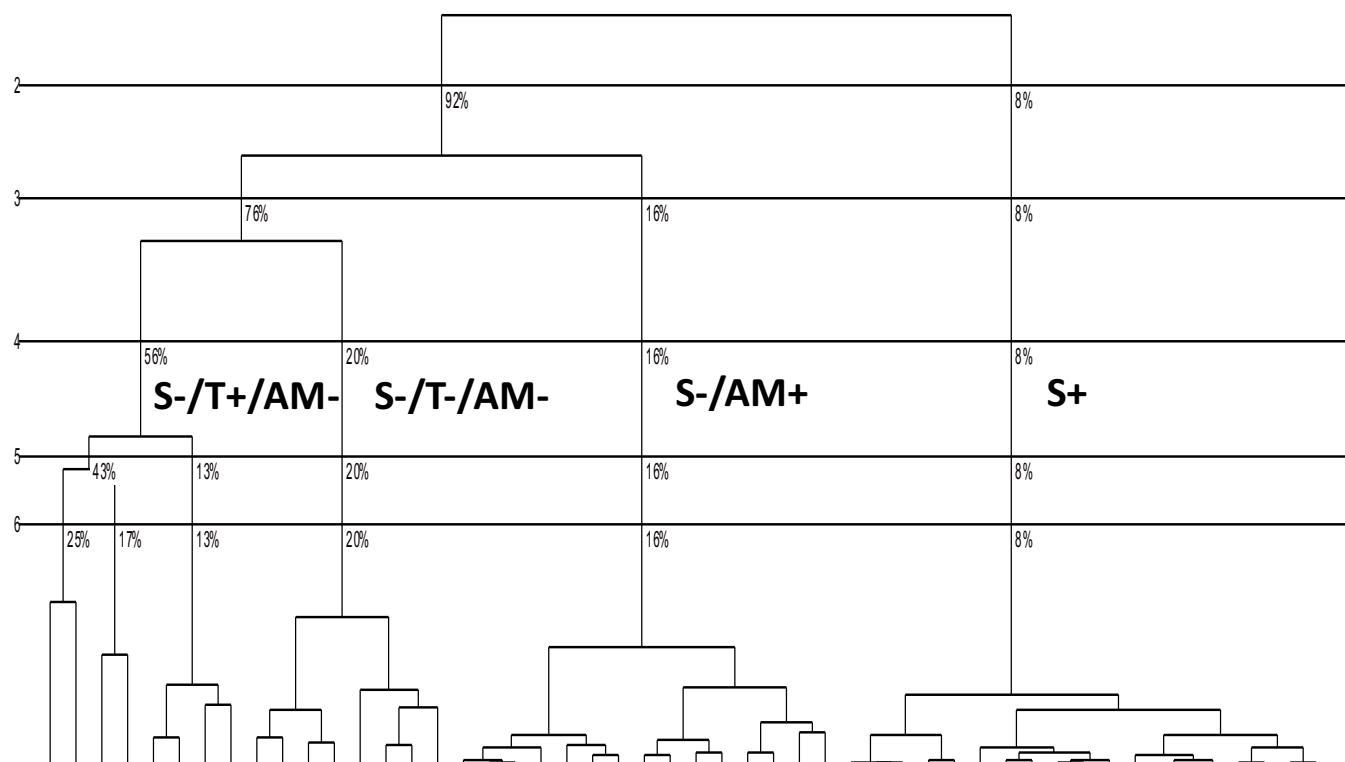 2
92% 8%
3
76% 16% 8%
4
56% 20% 16% 8%
S-/T+/AM- S-/T-/AM- S-/AM+ S+
5
43% 13% 20% 16% 8%
6
25% 17% 13% 20% 16% 8%